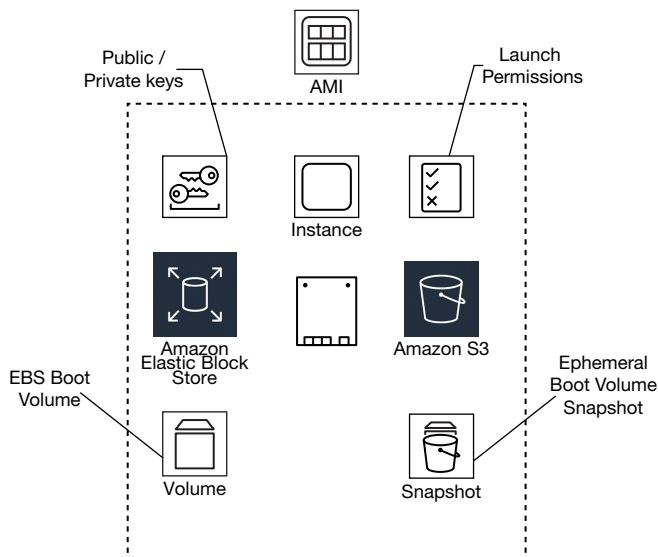 Public /
Private keys
AMI
Launch
Permissions
Instance
Amazon
Elastic Block
Store
Amazon S3
EBS Boot
Volume
Ephemeral
Boot Volume
Snapshot
Volume
Snapshot